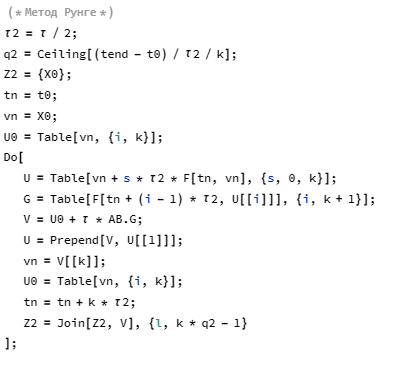 (*Метод Рунге*)
τ2 = τ / 2;
q2 = Ceiling[(tend - t0) / τ2 / k];
Z2 = {X0};
tn = t0;
vn = X0;
U0 = Table[vn, {i, k}];
Do[
U = Table[vn + s * τ2 * F[tn, vn], {s, 0, k}];
G = Table[F[tn + (i - 1) * τ2, U[[i]]], {i, k + 1}];
V = U0 + τ * AB.G;
U = Prepend[V, U[[1]]];
vn = V[[k]];
U0 = Table[vn, {i, k}];
tn = tn + k * τ2;
Z2 = Join[Z2, V], {l, k * q2 - 1}
];